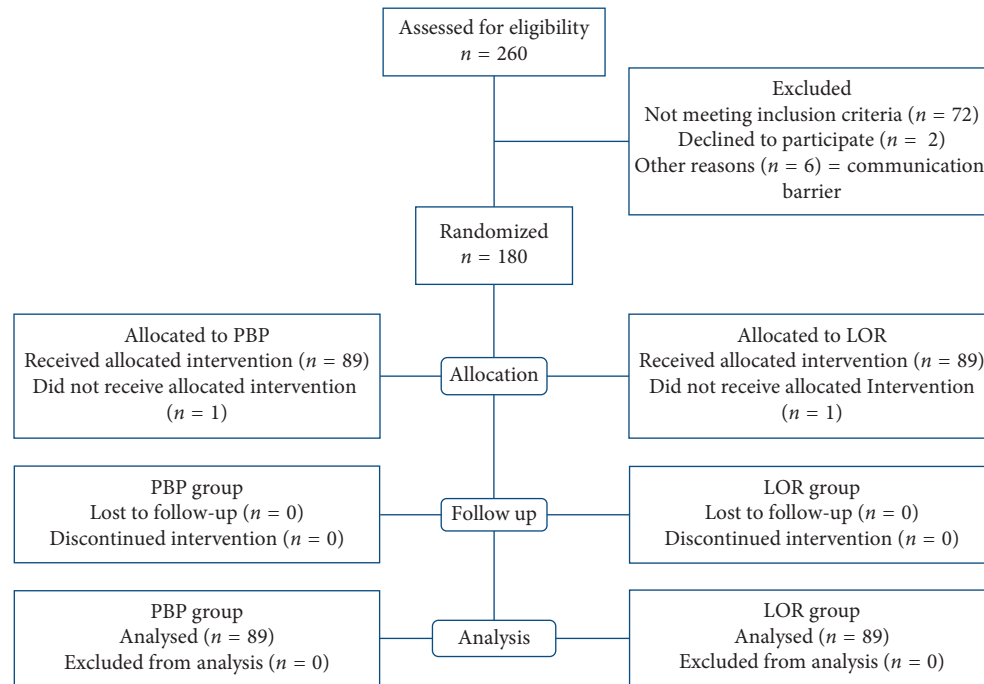 Assessed for eligibility
n = 260
Excluded
Not meeting inclusion criteria (n = 72)
Declined to participate (n = 2)
Other reasons (n = 6) = communication
barrier
Randomized
n = 180
Allocated to PBP
Received allocated intervention (n = 89)
Did not receive allocated intervention
(n = 1)
Allocation
Allocated to LOR
Received allocated intervention (n = 89)
Did not receive allocated Intervention
(n = 1)
PBP group
Lost to follow-up (n = 0)
Discontinued intervention (n = 0)
Follow up
LOR group
Lost to follow-up (n = 0)
Discontinued intervention (n = 0)
PBP group
Analysed (n = 89)
Excluded from analysis (n = 0)
Analysis
LOR group
Analysed (n = 89)
Excluded from analysis (n = 0)